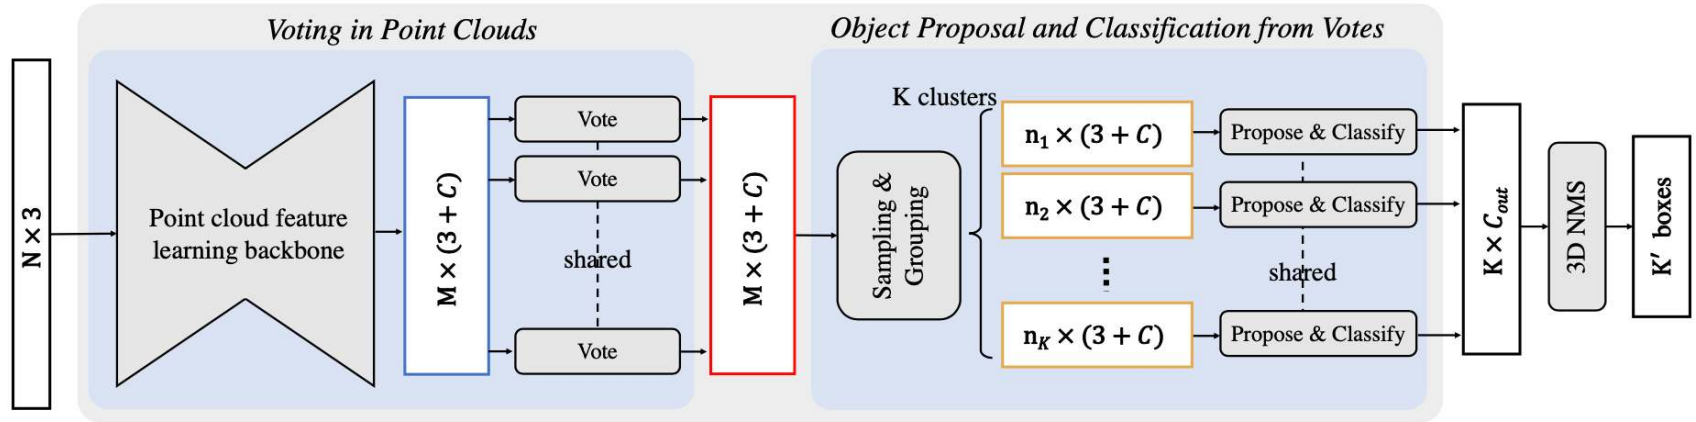 Voting in Point Clouds
Object Proposal and Classification from Votes
N × 3
Point cloud feature
learning backbone
M × (3 + C)
Vote
Vote
shared
Vote
M × (3 + C)
Sampling &
Grouping
K clusters
n₁ × (3 + C)
n₂ × (3 + C)
⋮
n_K × (3 + C)
Propose & Classify
Propose & Classify
shared
Propose & Classify
K × C_out
3D NMS
K′ boxes